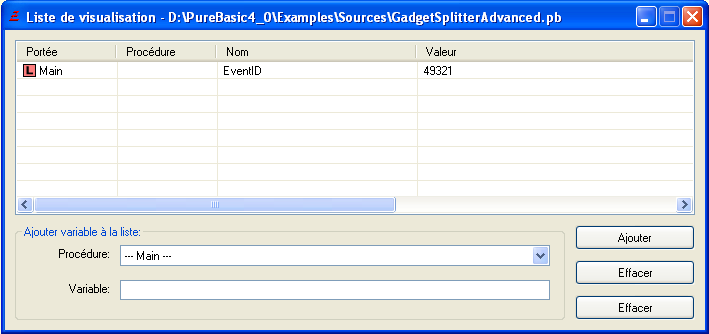 Liste de visualisation - D:\PureBasic4_0\Examples\Sources\GadgetSplitterAdvanced.pb
Portée Procédure Nom Valeur
L Main EventID 49321
Ajouter variable à la liste:
Procédure: --- Main ---
Variable:
Ajouter
Effacer
Effacer